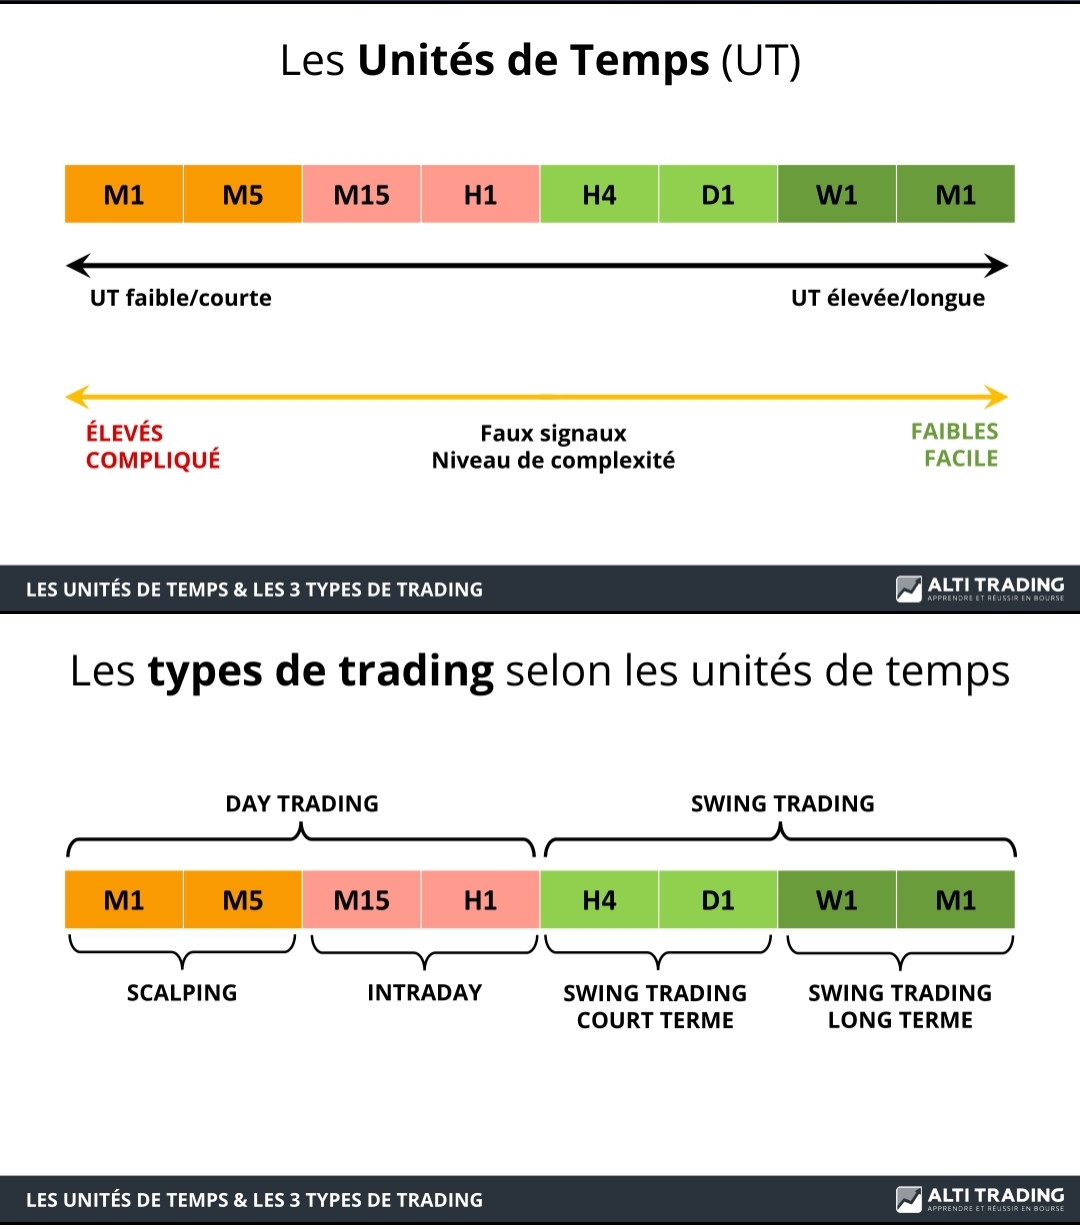 Les Unités de Temps (UT)
M1 M5 M15 H1 H4 D1 W1 M1
UT faible/courte UT élevée/longue
ÉLEVÉS Faux signaux FAIBLES
COMPLIQUÉ Niveau de complexité FACILE
LES UNITÉS DE TEMPS & LES 3 TYPES DE TRADING ALTI TRADING
APPRENDRE ET RÉUSSIR EN BOURSE
Les types de trading selon les unités de temps
DAY TRADING SWING TRADING
M1 M5 M15 H1 H4 D1 W1 M1
SCALPING INTRADAY SWING TRADING SWING TRADING
COURT TERME LONG TERME
LES UNITÉS DE TEMPS & LES 3 TYPES DE TRADING ALTI TRADING
APPRENDRE ET RÉUSSIR EN BOURSE